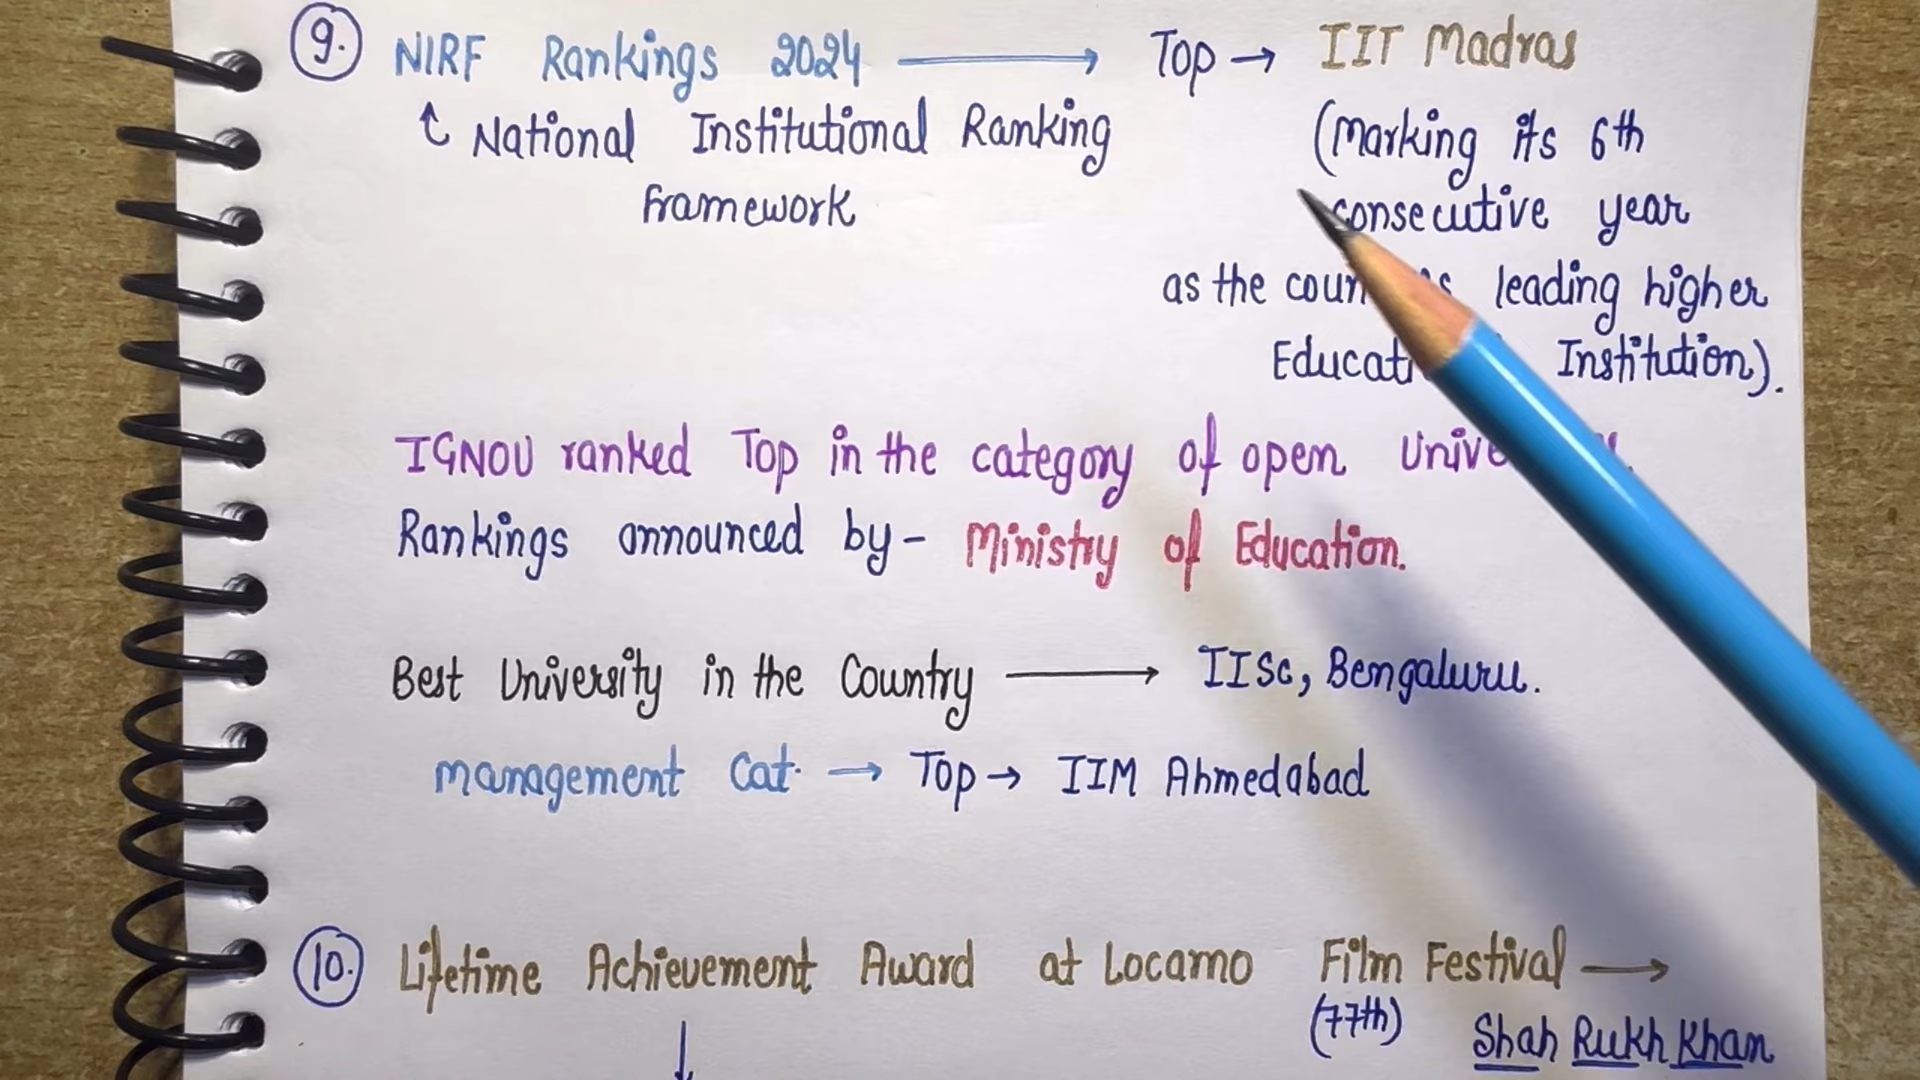 9. NIRF Rankings 2024 → Top → IIT Madras
↑ National Institutional Ranking (Marking its 6th
Framework consecutive year
as the leading higher
Institution).
IGNOU ranked Top in the category of open
Rankings announced by - Ministry of Education.
Best University in the Country → IISc, Bengaluru.
Management Cat. → Top → IIM Ahmedabad
10. Lifetime Achievement Award at Locarno Film Festival →
(77th) Shah Rukh Khan
↓